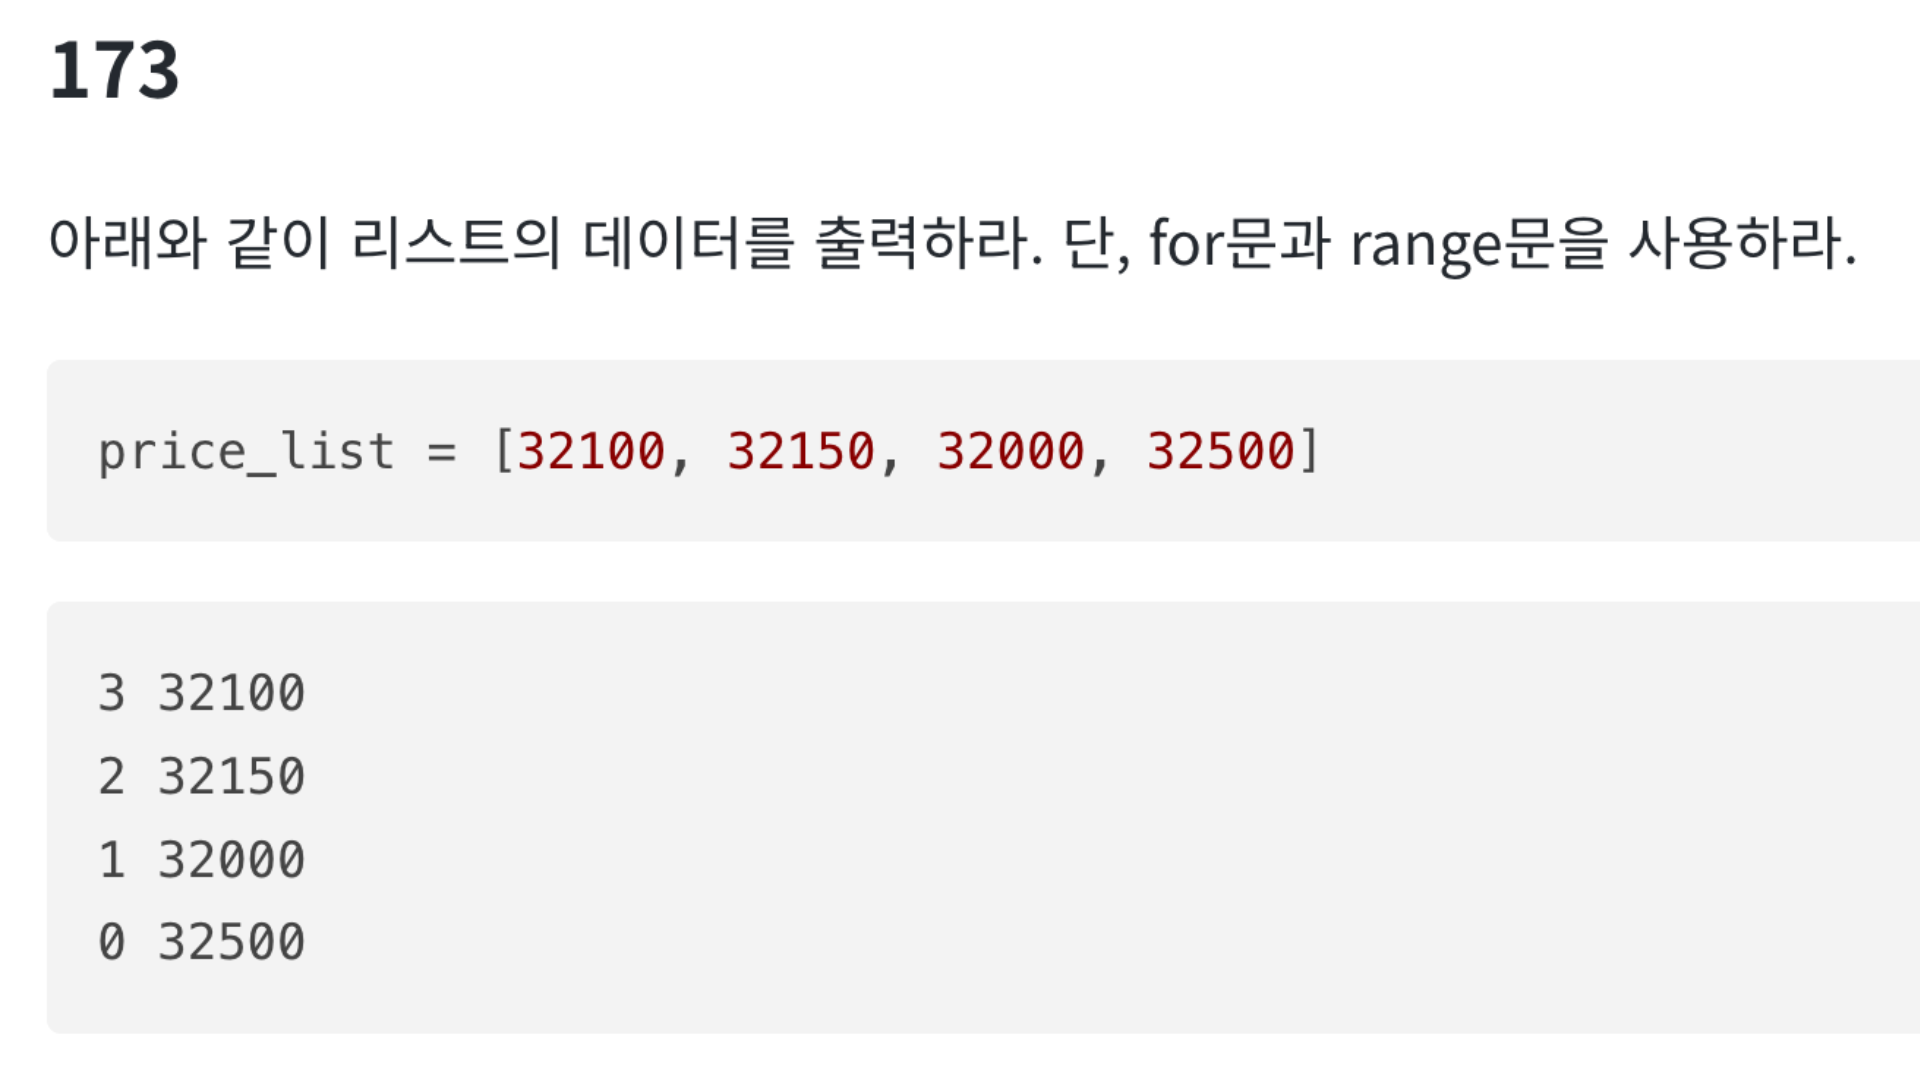 173
아래와 같이 리스트의 데이터를 출력하라. 단, for문과 range문을 사용하라.
price_list = [32100, 32150, 32000, 32500]
3 32100
2 32150
1 32000
0 32500